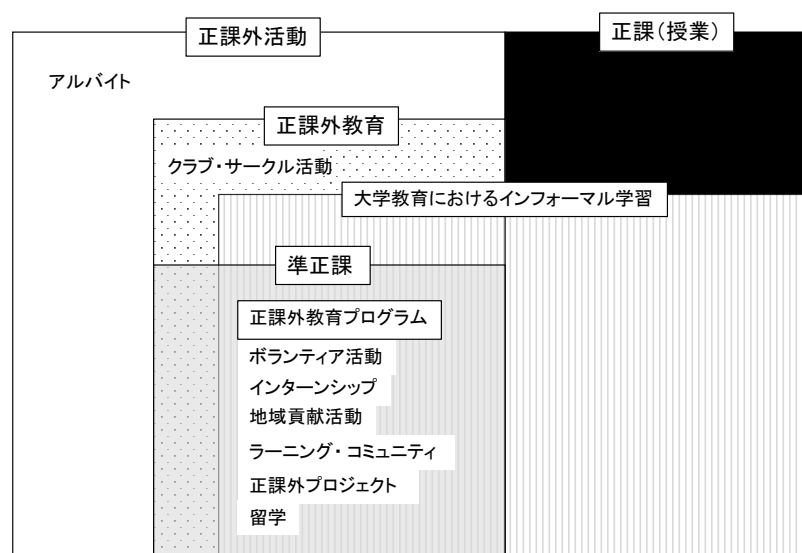 正課外活動
正課(授業)
アルバイト
正課外教育
クラブ・サークル活動
大学教育におけるインフォーマル学習
準正課
正課外教育プログラム
ボランティア活動
インターンシップ
地域貢献活動
ラーニング・コミュニティ
正課外プロジェクト
留学